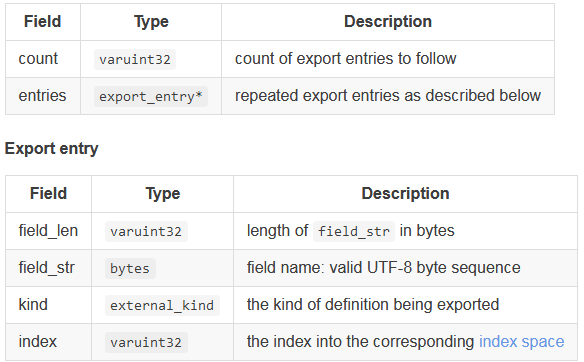 Field Type Description
count varuint32 count of export entries to follow
entries export_entry* repeated export entries as described below
Export entry
Field Type Description
field_len varuint32 length of field_str in bytes
field_str bytes field name: valid UTF-8 byte sequence
kind external_kind the kind of definition being exported
index varuint32 the index into the corresponding index space